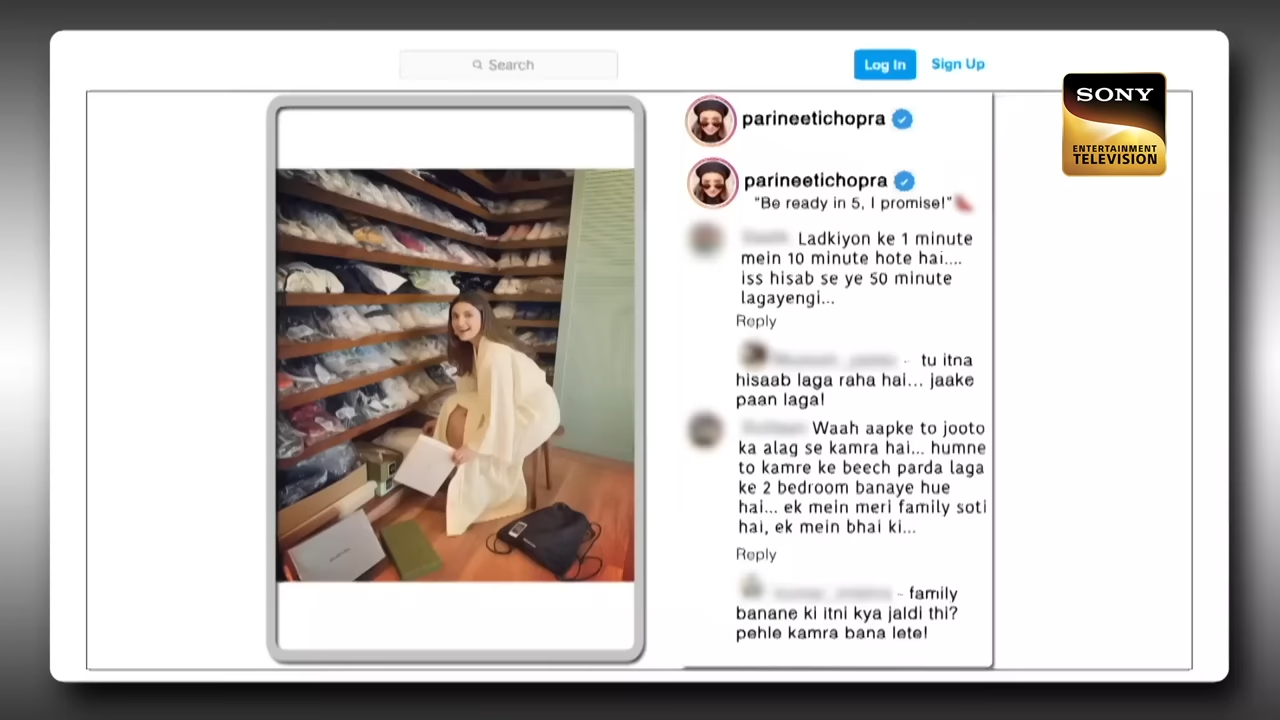 Search
Log In
Sign Up
SONY
ENTERTAINMENT
TELEVISION
parineetichopra
parineetichopra
"Be ready in 5, I promise!"
Ladkiyon ke 1 minute
mein 10 minute hote hai....
iss hisab se ye 50 minute
lagayengi...
Reply
- tu itna
hisaab laga raha hai... jaake
paan laga!
Waah aapke to jooto
ka alag se kamra hai... humne
to kamre ke beech parda laga
ke 2 bedroom banaye hue
hai... ek mein meri family soti
hai, ek mein bhai ki...
Reply
- family
banane ki itni kya jaldi thi?
pehle kamra bana lete!